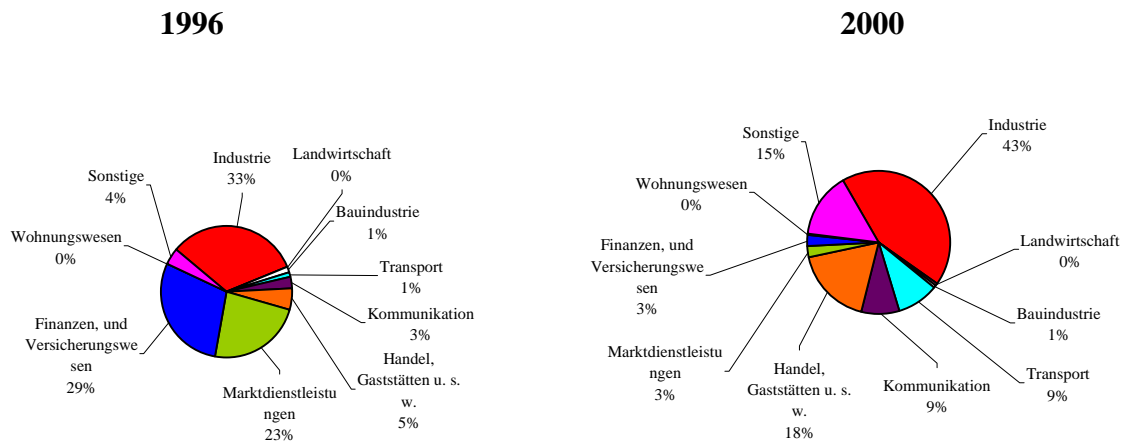 1996
Industrie
33%
Landwirtschaft
0%
Bauindustrie
1%
Transport
1%
Kommunikation
3%
Handel,
Gaststätten u. s.
w.
5%
Marktdienstleistu
ngen
23%
Finanzen, und
Versicherungswe
sen
29%
Wohnungswesen
0%
Sonstige
4%
2000
Industrie
43%
Landwirtschaft
0%
Bauindustrie
1%
Transport
9%
Kommunikation
9%
Handel,
Gaststätten u. s.
w.
18%
Marktdienstleistu
ngen
3%
Finanzen, und
Versicherungswe
sen
3%
Wohnungswesen
0%
Sonstige
15%